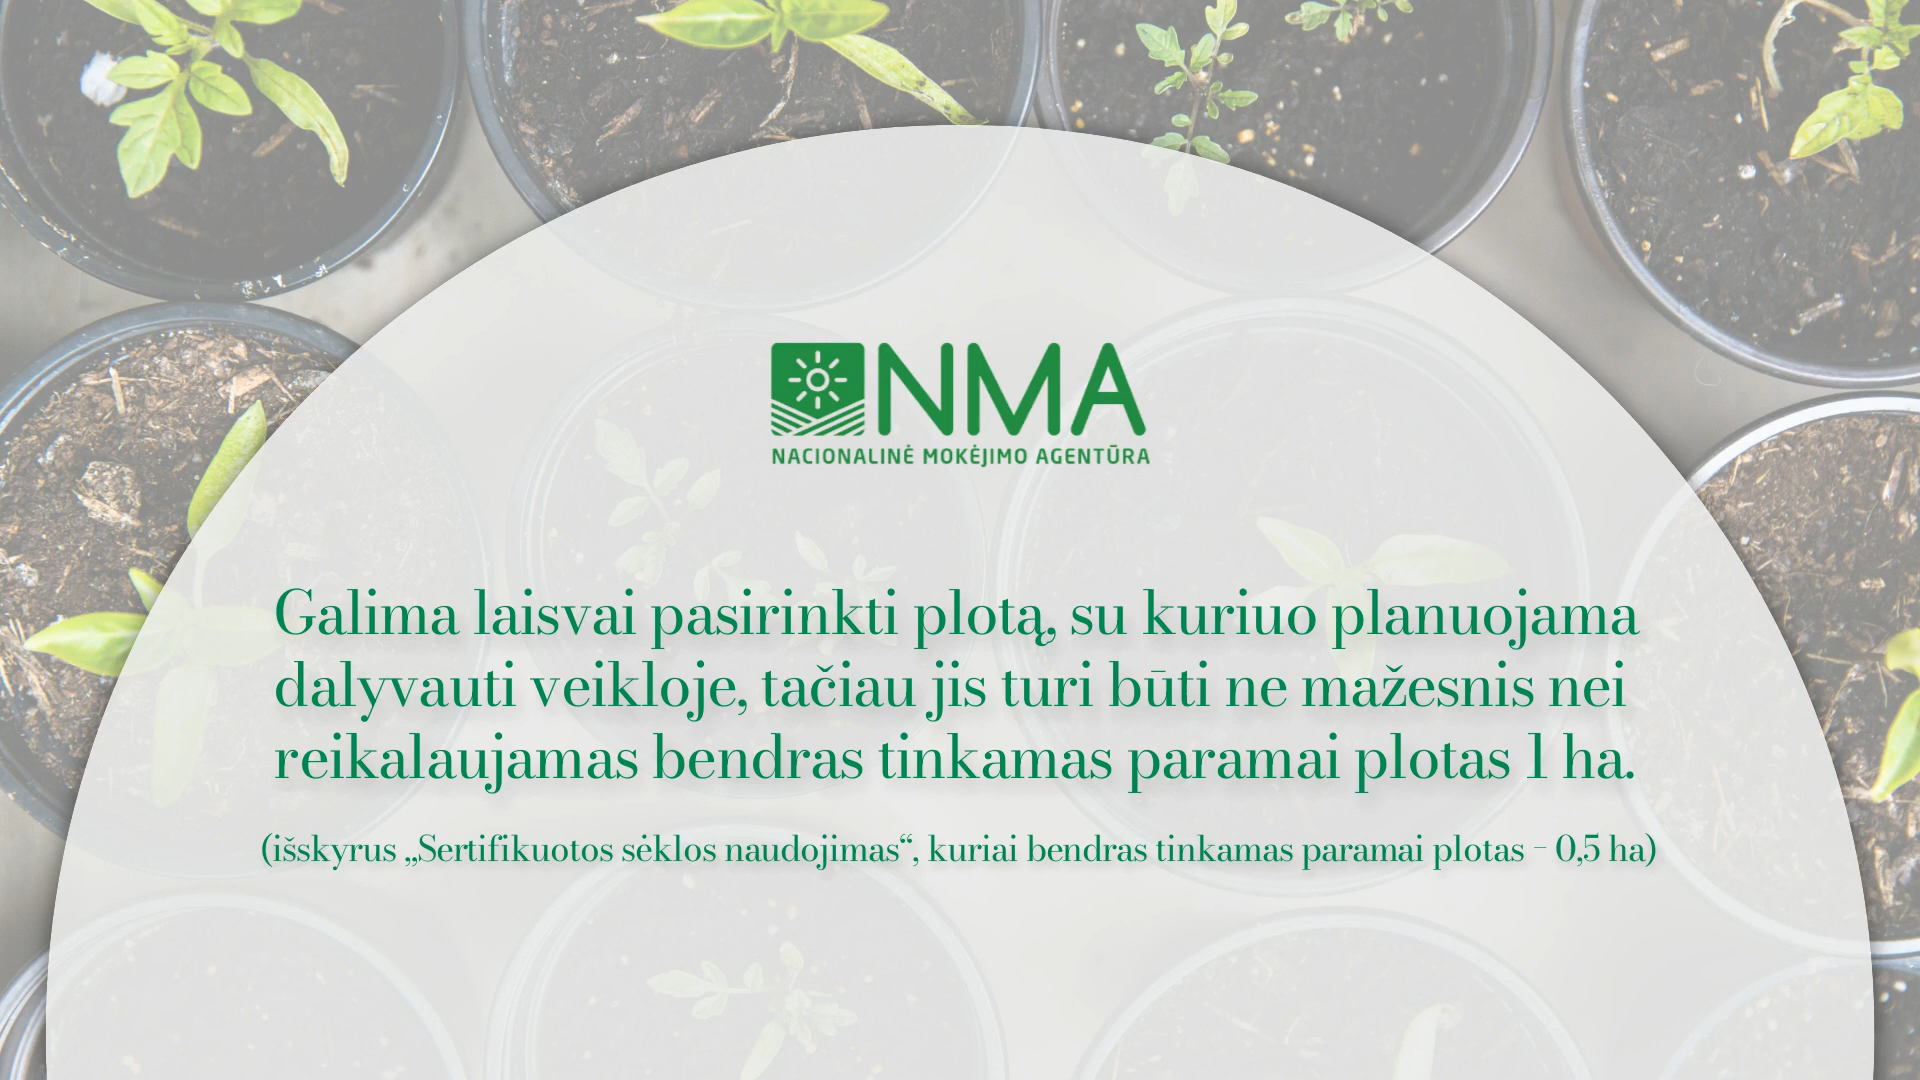 NMA
NACIONALINĖ MOKĖJIMO AGENTŪRA
Galima laisvai pasirinkti plotą, su kuriuo planuojama
dalyvauti veikloje, tačiau jis turi būti ne mažesnis nei
reikalaujamas bendras tinkamas paramai plotas 1 ha.
(išskyrus „Sertifikuotos sėklos naudojimas“, kuriai bendras tinkamas paramai plotas – 0,5 ha)